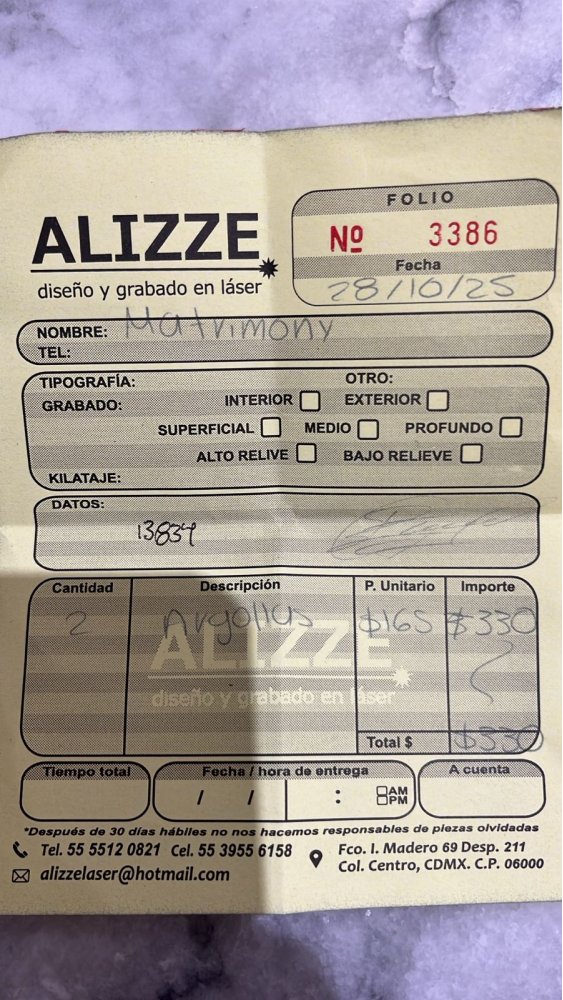 FOLIO
Nº 3386
Fecha
28/10/25
ALIZZE
diseño y grabado en láser
NOMBRE: Matrimony
TEL:
TIPOGRAFÍA: OTRO:
GRABADO: INTERIOR EXTERIOR
SUPERFICIAL MEDIO PROFUNDO
ALTO RELIVE BAJO RELIEVE
KILATAJE:
DATOS:
13834
Cantidad Descripción P. Unitario Importe
2 Argollas $165 $330
ALIZZE
diseño y grabado en láser
Total $ $330
Tiempo total Fecha / hora de entrega A cuenta
/ / : AM
PM
*Después de 30 días hábiles no nos hacemos responsables de piezas olvidadas
Tel. 55 5512 0821 Cel. 55 3955 6158
alizzelaser@hotmail.com
Fco. I. Madero 69 Desp. 211
Col. Centro, CDMX. C.P. 06000